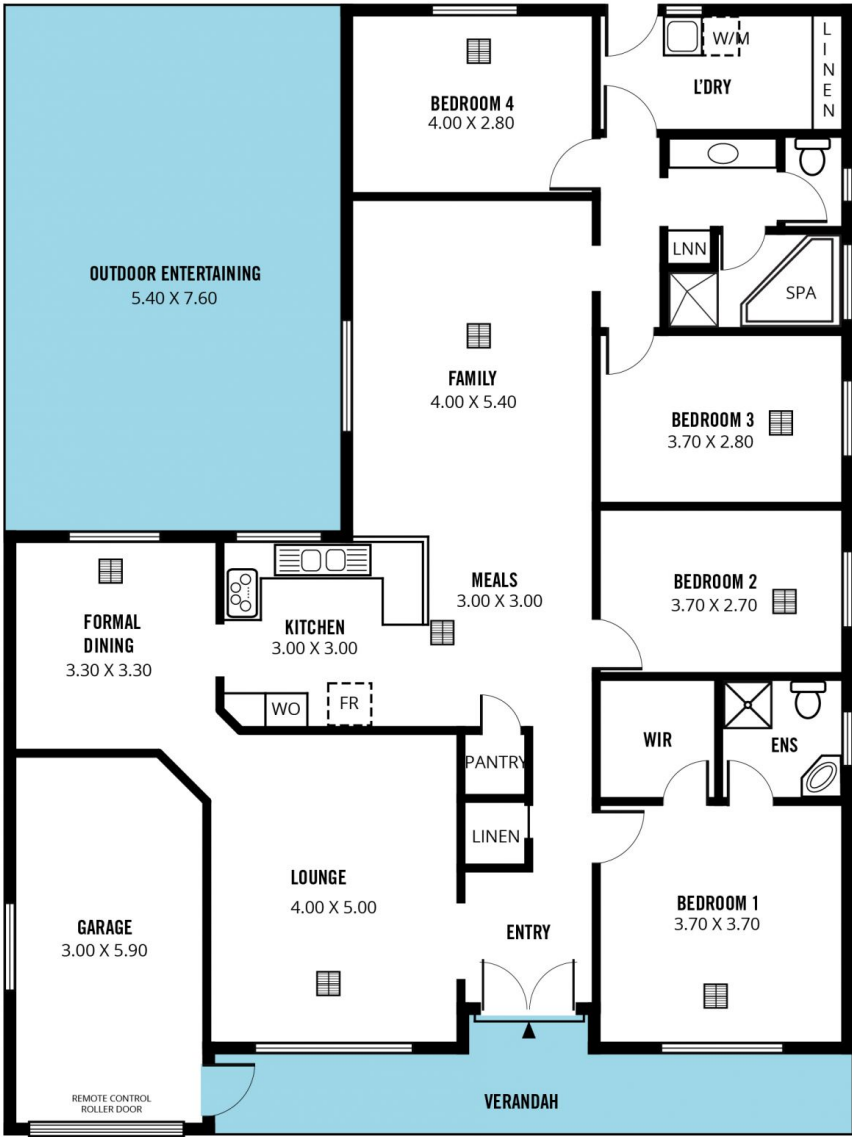 BEDROOM 4
4.00 X 2.80
W/M
L'DRY
LINEN
OUTDOOR ENTERTAINING
5.40 X 7.60
LNN
SPA
FAMILY
4.00 X 5.40
BEDROOM 3
3.70 X 2.80
MEALS
3.00 X 3.00
BEDROOM 2
3.70 X 2.70
FORMAL
DINING
3.30 X 3.30
KITCHEN
3.00 X 3.00
WO
FR
WIR
ENS
PANTRY
LINEN
LOUNGE
4.00 X 5.00
BEDROOM 1
3.70 X 3.70
GARAGE
3.00 X 5.90
ENTRY
REMOTE CONTROL
ROLLER DOOR
VERANDAH